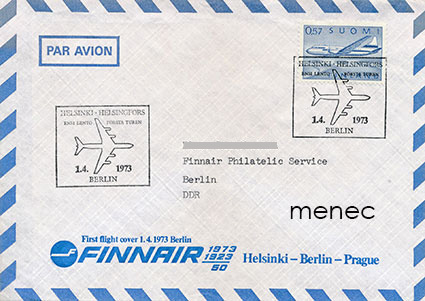 PAR AVION
0,57 SUOMI
HELSINKI - HELSINGFORS
ENSI LENTO FÖRSTA TUREN
1.4. 1973
BERLIN
HELSINKI - HELSINGFORS
ENSI LENTO FÖRSTA TUREN
1.4. 1973
BERLIN
Finnair Philatelic Service
Berlin
DDR
menec
First flight cover 1.4.1973 Berlin
FINNAIR 1973
1923
50
Helsinki – Berlin – Prague